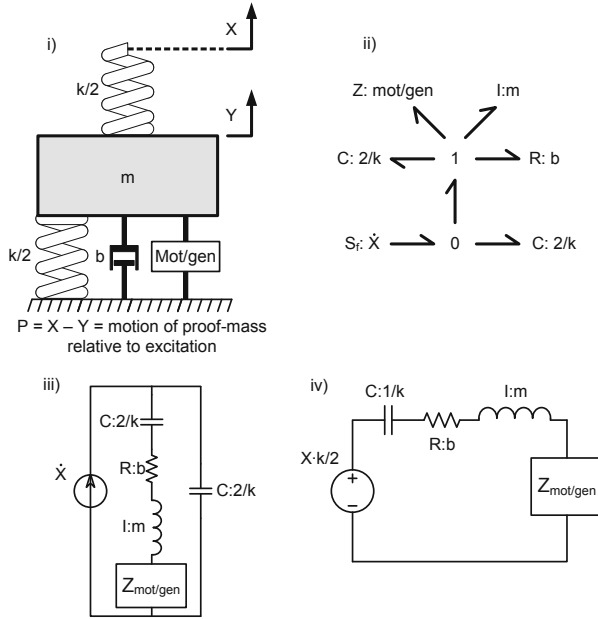 i)
X
k/2
Y
m
k/2
b
Mot/gen
P = X – Y = motion of proof-mass
relative to excitation
ii)
Z: mot/gen
I:m
C: 2/k
1
R: b
Sf: Ẋ
0
C: 2/k
iii)
C:2/k
Ẋ
R:b
C:2/k
I:m
Zmot/gen
iv)
C:1/k
I:m
R:b
X·k/2
+
−
Zmot/gen